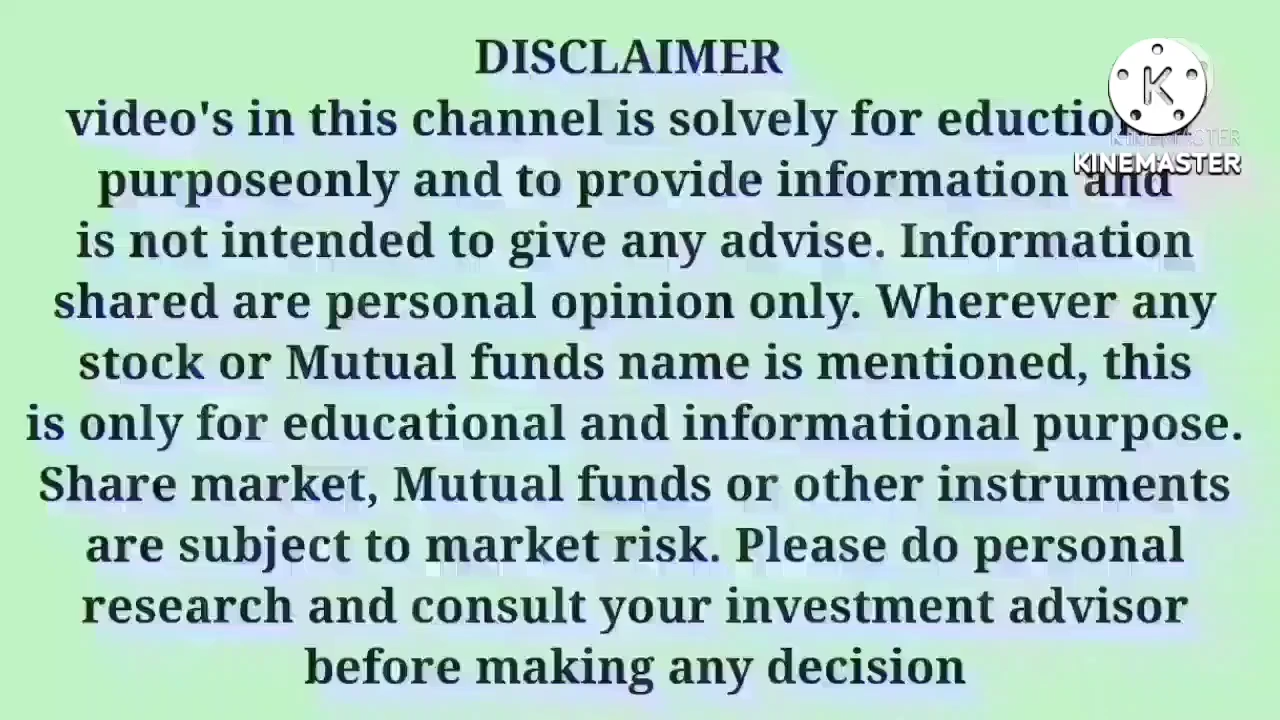 DISCLAIMER
video's in this channel is solvely for eduction
purposeonly and to provide information and
is not intended to give any advise. Information
shared are personal opinion only. Wherever any
stock or Mutual funds name is mentioned, this
is only for educational and informational purpose.
Share market, Mutual funds or other instruments
are subject to market risk. Please do personal
research and consult your investment advisor
before making any decision
K
KINEMASTER